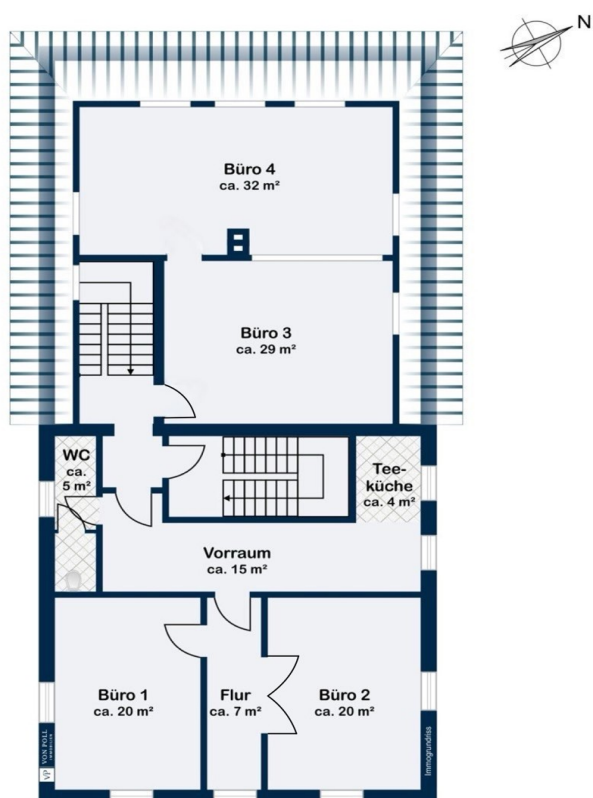 N
Büro 4
ca. 32 m²
Büro 3
ca. 29 m²
WC
ca.
5 m²
Tee-
küche
ca. 4 m²
Vorraum
ca. 15 m²
Büro 1
ca. 20 m²
Flur
ca. 7 m²
Büro 2
ca. 20 m²
VP
VON POLL
IMMOBILIEN
Immogrundriss